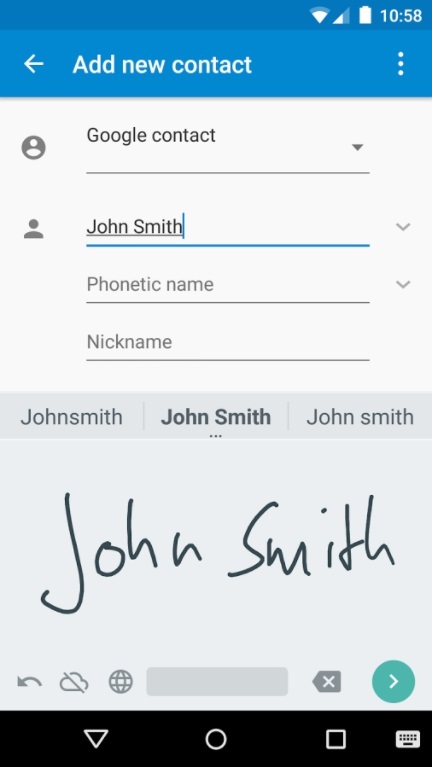 10:58
Add new contact
Google contact
John Smith
Phonetic name
Nickname
Johnsmith John Smith John smith
...
John Smith